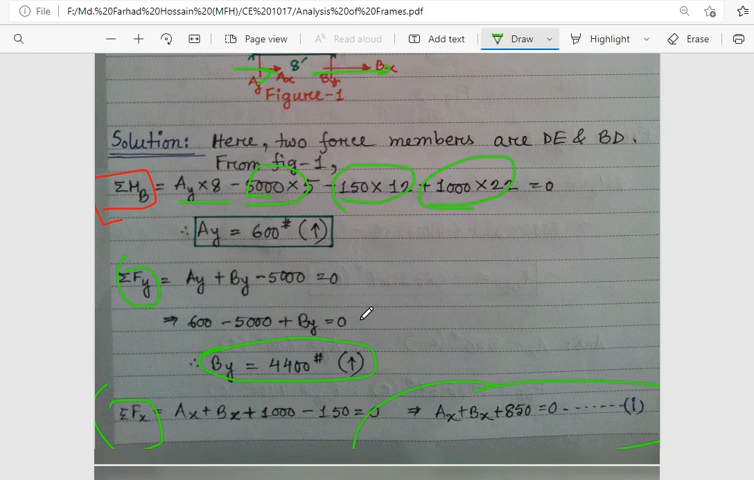 File | F:/Md.%20Farhad%20Hossain%20(MFH)/CE%201017/Analysis%20of%20Frames.pdf
Page view | Read aloud | Add text | Draw | Highlight | Erase
8'
Ay Ax By Bx
Figure-1
Solution: Here, two force members are DE & BD.
From fig-1,
ΣMB = Ay×8 - 5000×5 - 150×12 + 1000×22 = 0
∴ Ay = 600# (↑)
ΣFy = Ay + By - 5000 = 0
⇒ 600 - 5000 + By = 0
∴ By = 4400# (↑)
ΣFx = Ax + Bx + 1000 - 150 = 0 ⇒ Ax + Bx + 850 = 0 ------- (1)